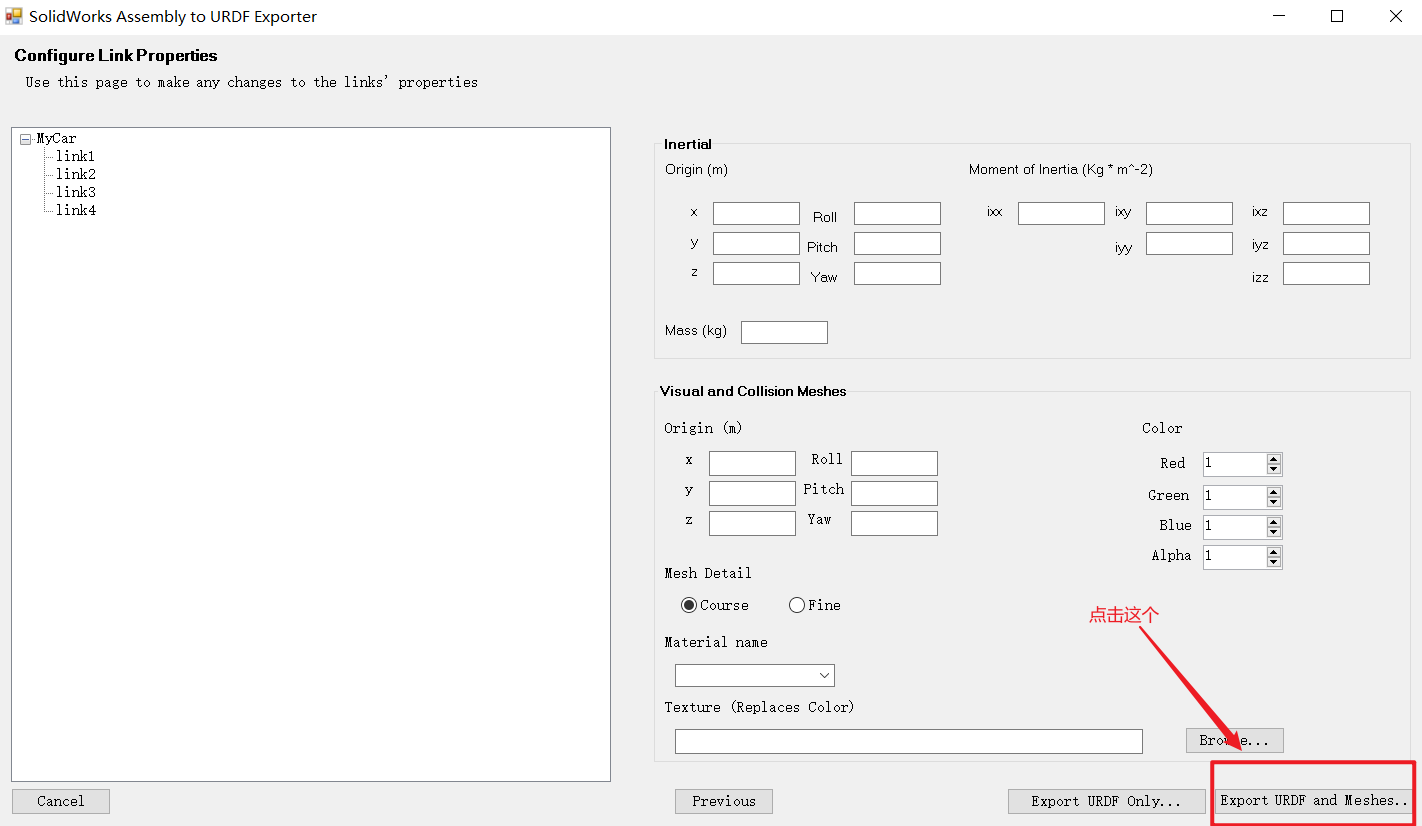 SolidWorks Assembly to URDF Exporter
Configure Link Properties
Use this page to make any changes to the links' properties
MyCar
link1
link2
link3
link4
Inertial
Origin (m)
Moment of Inertia (Kg * m^-2)
x
Roll
ixx
ixy
ixz
y
Pitch
iyy
iyz
z
Yaw
izz
Mass (kg)
Visual and Collision Meshes
Origin (m)
Color
x
Roll
Red
1
y
Pitch
Green
1
z
Yaw
Blue
1
Alpha
1
Mesh Detail
Course
Fine
点击这个
Material name
Texture (Replaces Color)
Browse...
Cancel
Previous
Export URDF Only...
Export URDF and Meshes..